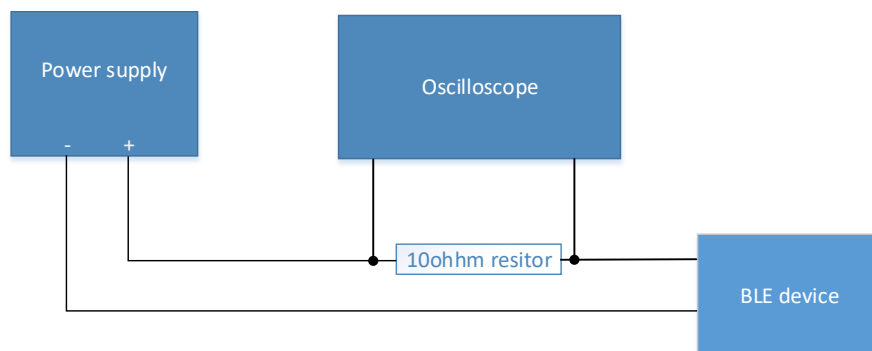 Power supply
- +
Oscilloscope
10ohhm resitor
BLE device